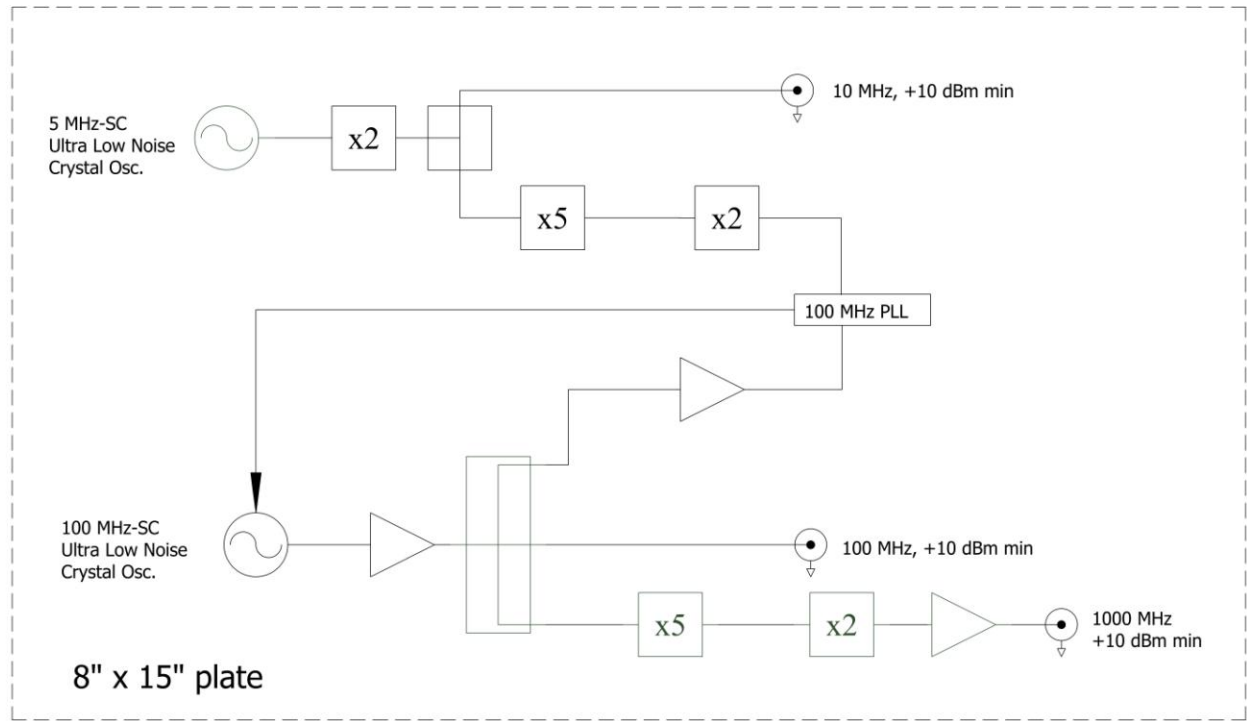 10 MHz, +10 dBm min
5 MHz-SC
Ultra Low Noise
Crystal Osc.
x2
x5
x2
100 MHz PLL
100 MHz-SC
Ultra Low Noise
Crystal Osc.
100 MHz, +10 dBm min
x5
x2
1000 MHz
+10 dBm min
8" x 15" plate